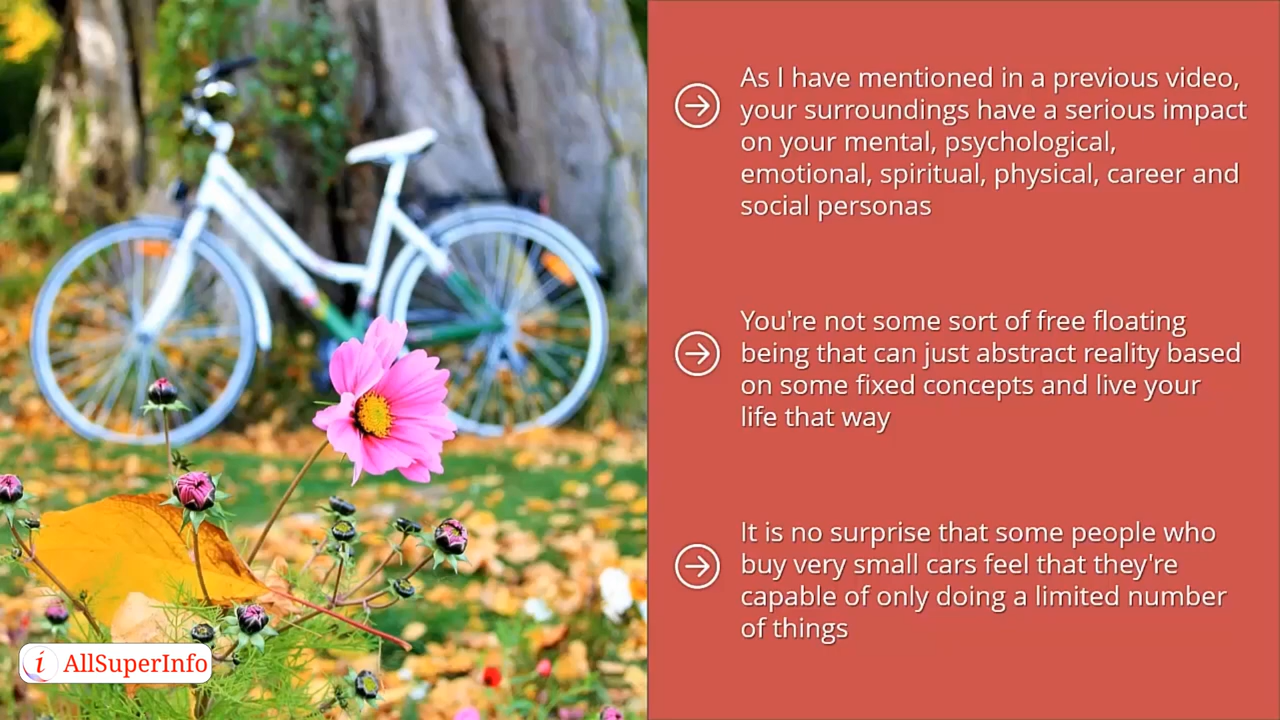 As I have mentioned in a previous video,
your surroundings have a serious impact
on your mental, psychological,
emotional, spiritual, physical, career and
social personas
You're not some sort of free floating
being that can just abstract reality based
on some fixed concepts and live your
life that way
It is no surprise that some people who
buy very small cars feel that they're
capable of only doing a limited number
of things
i AllSuperInfo